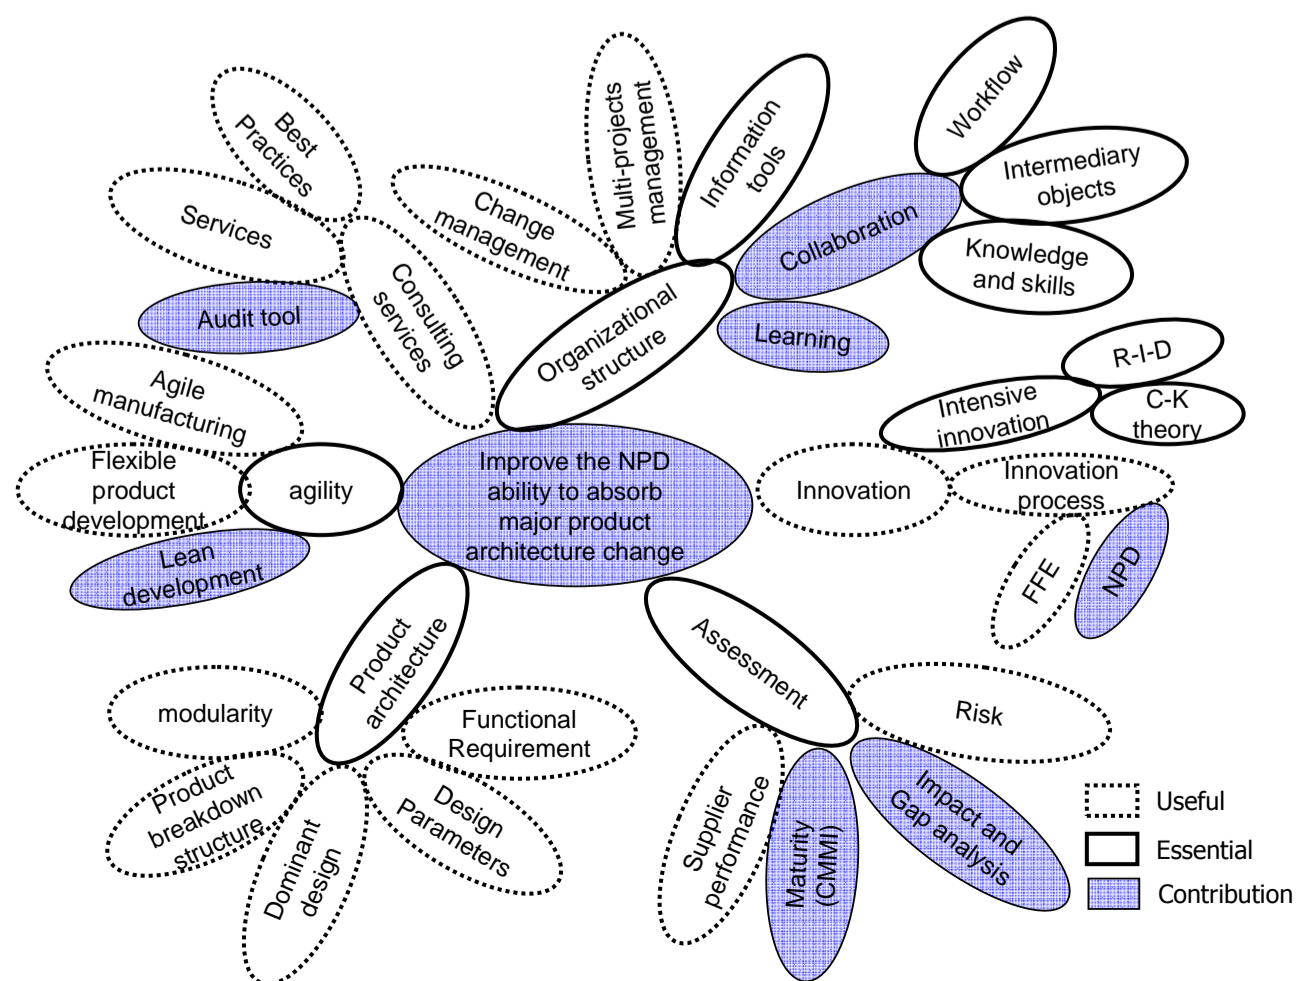 Best
Practices
Services
Audit tool
Consulting
services
Change
management
Multi-projects
management
Information
tools
Workflow
Intermediary
objects
Collaboration
Knowledge
and skills
Learning
Organizational
structure
R-I-D
C-K
theory
Intensive
innovation
Agile
manufacturing
Flexible
product
development
agility
Lean
development
Improve the NPD
ability to absorb
major product
architecture change
Innovation
Innovation
process
FFE
NPD
Product
architecture
modularity
Functional
Requirement
Product
breakdown
structure
Dominant
design
Design
Parameters
Assessment
Risk
Supplier
performance
Maturity
(CMMI)
Impact and
Gap analysis
Useful
Essential
Contribution